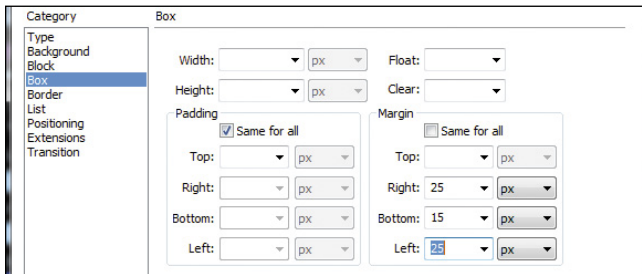 Category
Box
Type
Background
Block
Box
Border
List
Positioning
Extensions
Transition
Width: px Float:
Height: px Clear:
Padding
Same for all
Top: px
Right: px
Bottom: px
Left: px
Margin
Same for all
Top: px
Right: 25 px
Bottom: 15 px
Left: 25 px